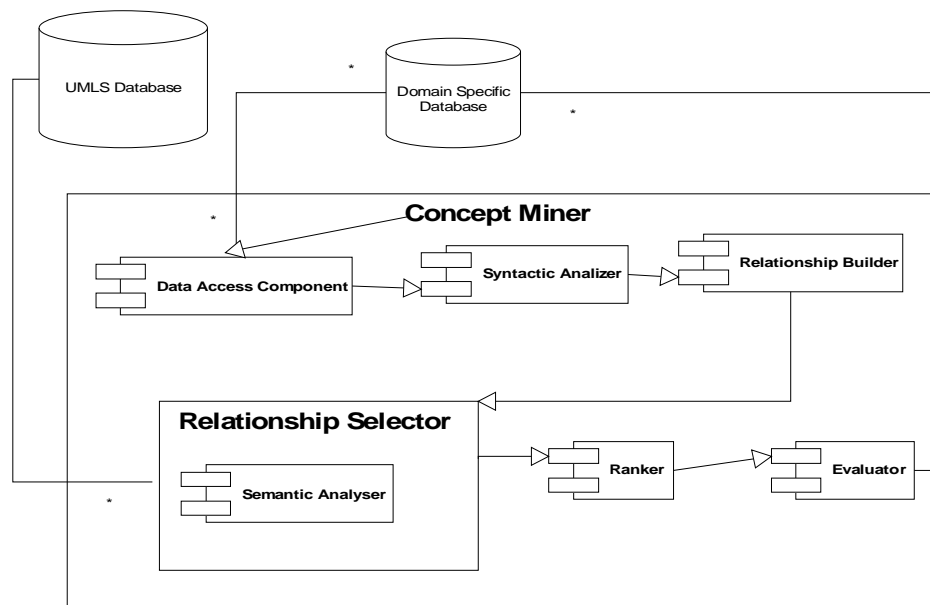 UMLS Database
Domain Specific
Database
*
*
*
Concept Miner
Data Access Component
Syntactic Analizer
Relationship Builder
Relationship Selector
Semantic Analyser
Ranker
Evaluator
*